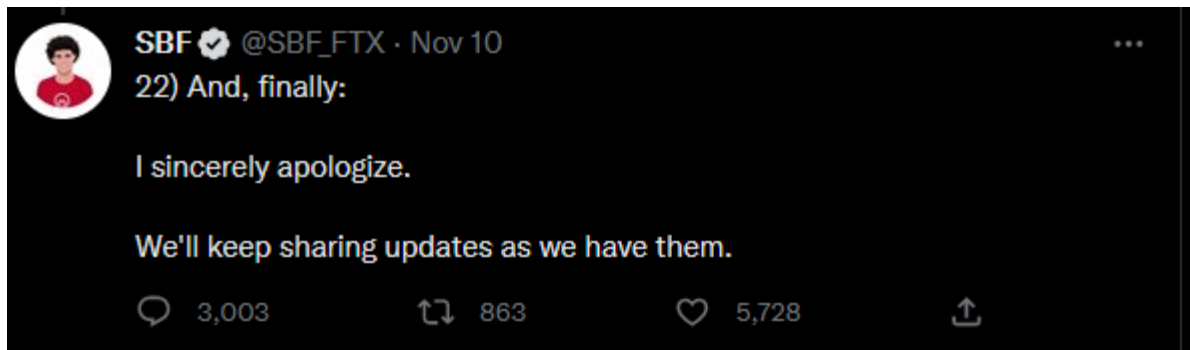 SBF @SBF_FTX · Nov 10
22) And, finally:
I sincerely apologize.
We'll keep sharing updates as we have them.
3,003 863 5,728